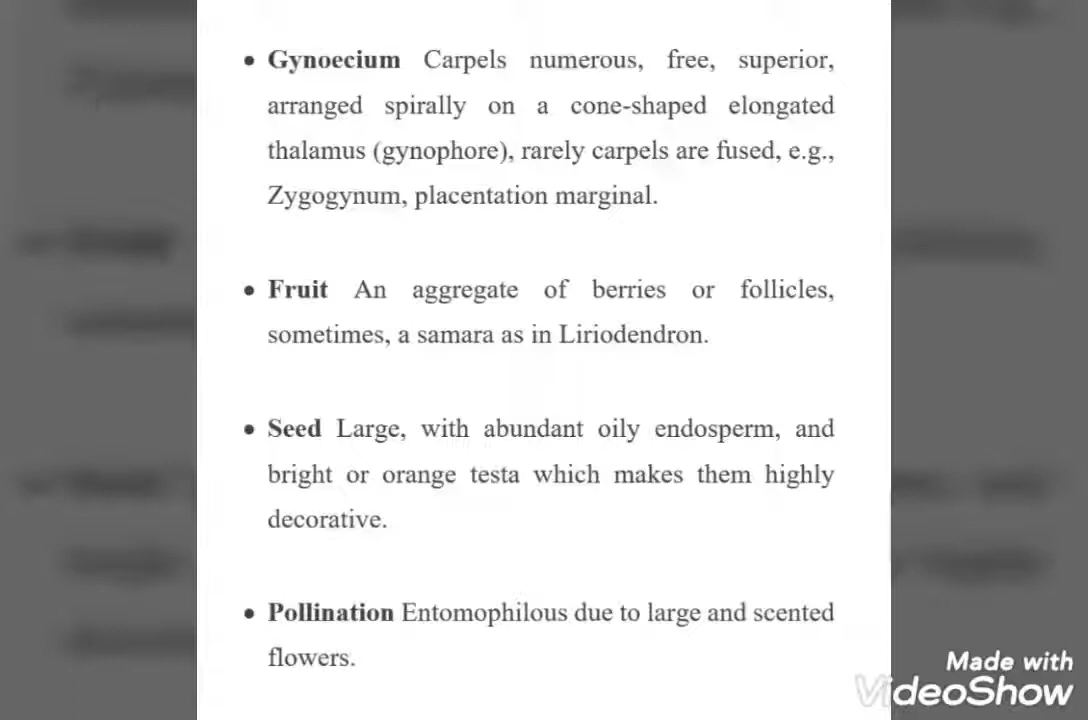 • Gynoecium Carpels numerous, free, superior,
arranged spirally on a cone-shaped elongated
thalamus (gynophore), rarely carpels are fused, e.g.,
Zygogynum, placentation marginal.
• Fruit An aggregate of berries or follicles,
sometimes, a samara as in Liriodendron.
• Seed Large, with abundant oily endosperm, and
bright or orange testa which makes them highly
decorative.
• Pollination Entomophilous due to large and scented
flowers.
Made with
VideoShow